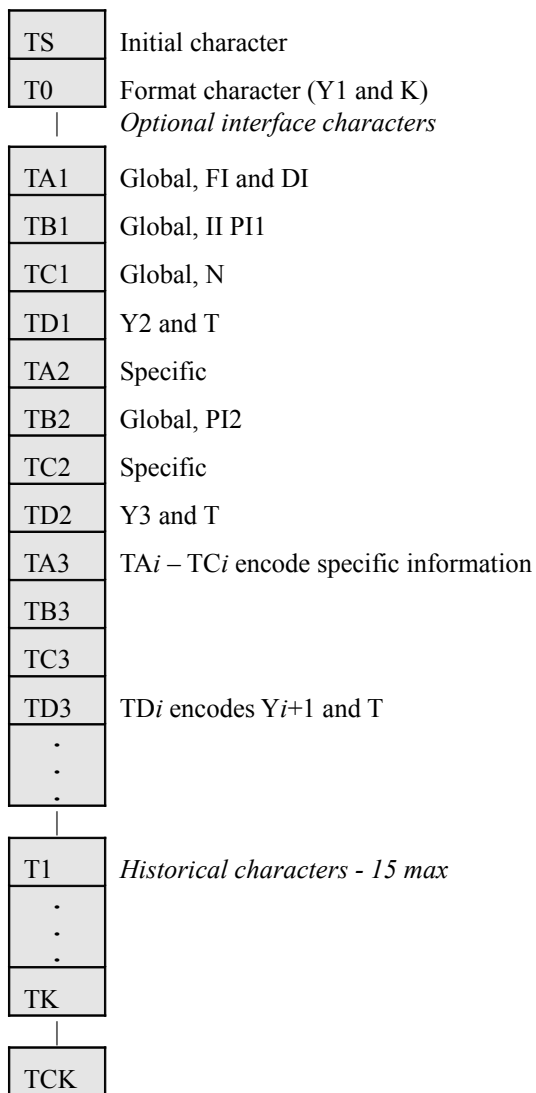 TS Initial character
T0 Format character (Y1 and K)
Optional interface characters
TA1 Global, FI and DI
TB1 Global, II PI1
TC1 Global, N
TD1 Y2 and T
TA2 Specific
TB2 Global, PI2
TC2 Specific
TD2 Y3 and T
TA3 TAi – TCi encode specific information
TB3
TC3
TD3 TDi encodes Yi+1 and T
.
.
.
T1 Historical characters - 15 max
.
.
.
TK
TCK